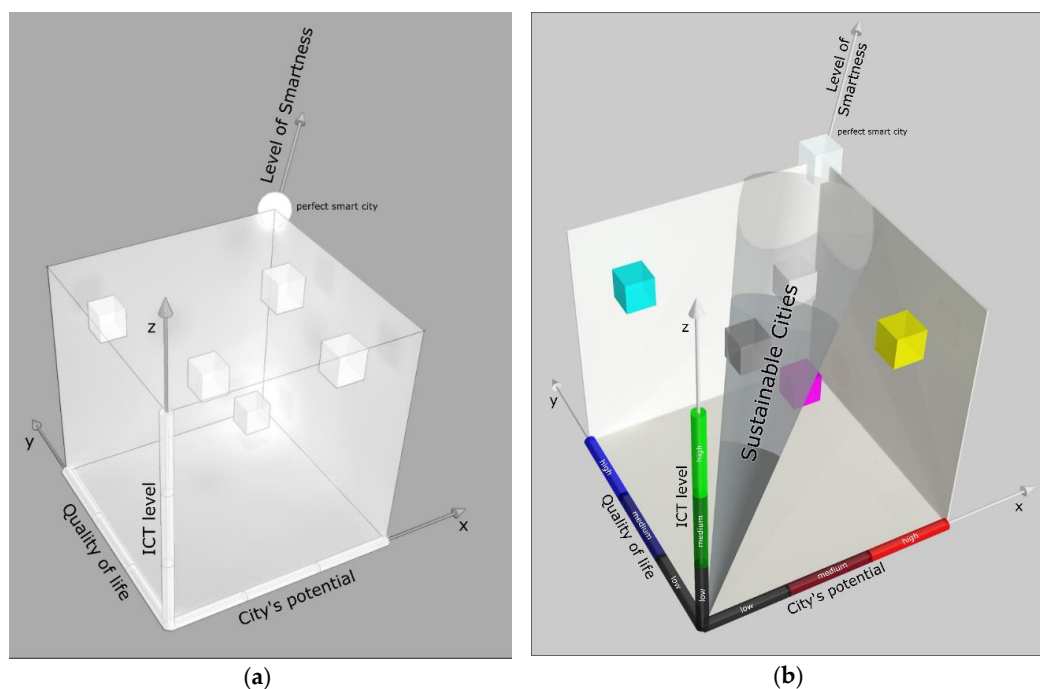 Level of Smartness
perfect smart city
z
y
x
ICT level
Quality of life
City's potential
(a)
Level of
Smartness
perfect smart city
z
y
x
Sustainable Cities
ICT level
high
medium
low
Quality of life
high
medium
low
City's potential
low
medium
high
(b)